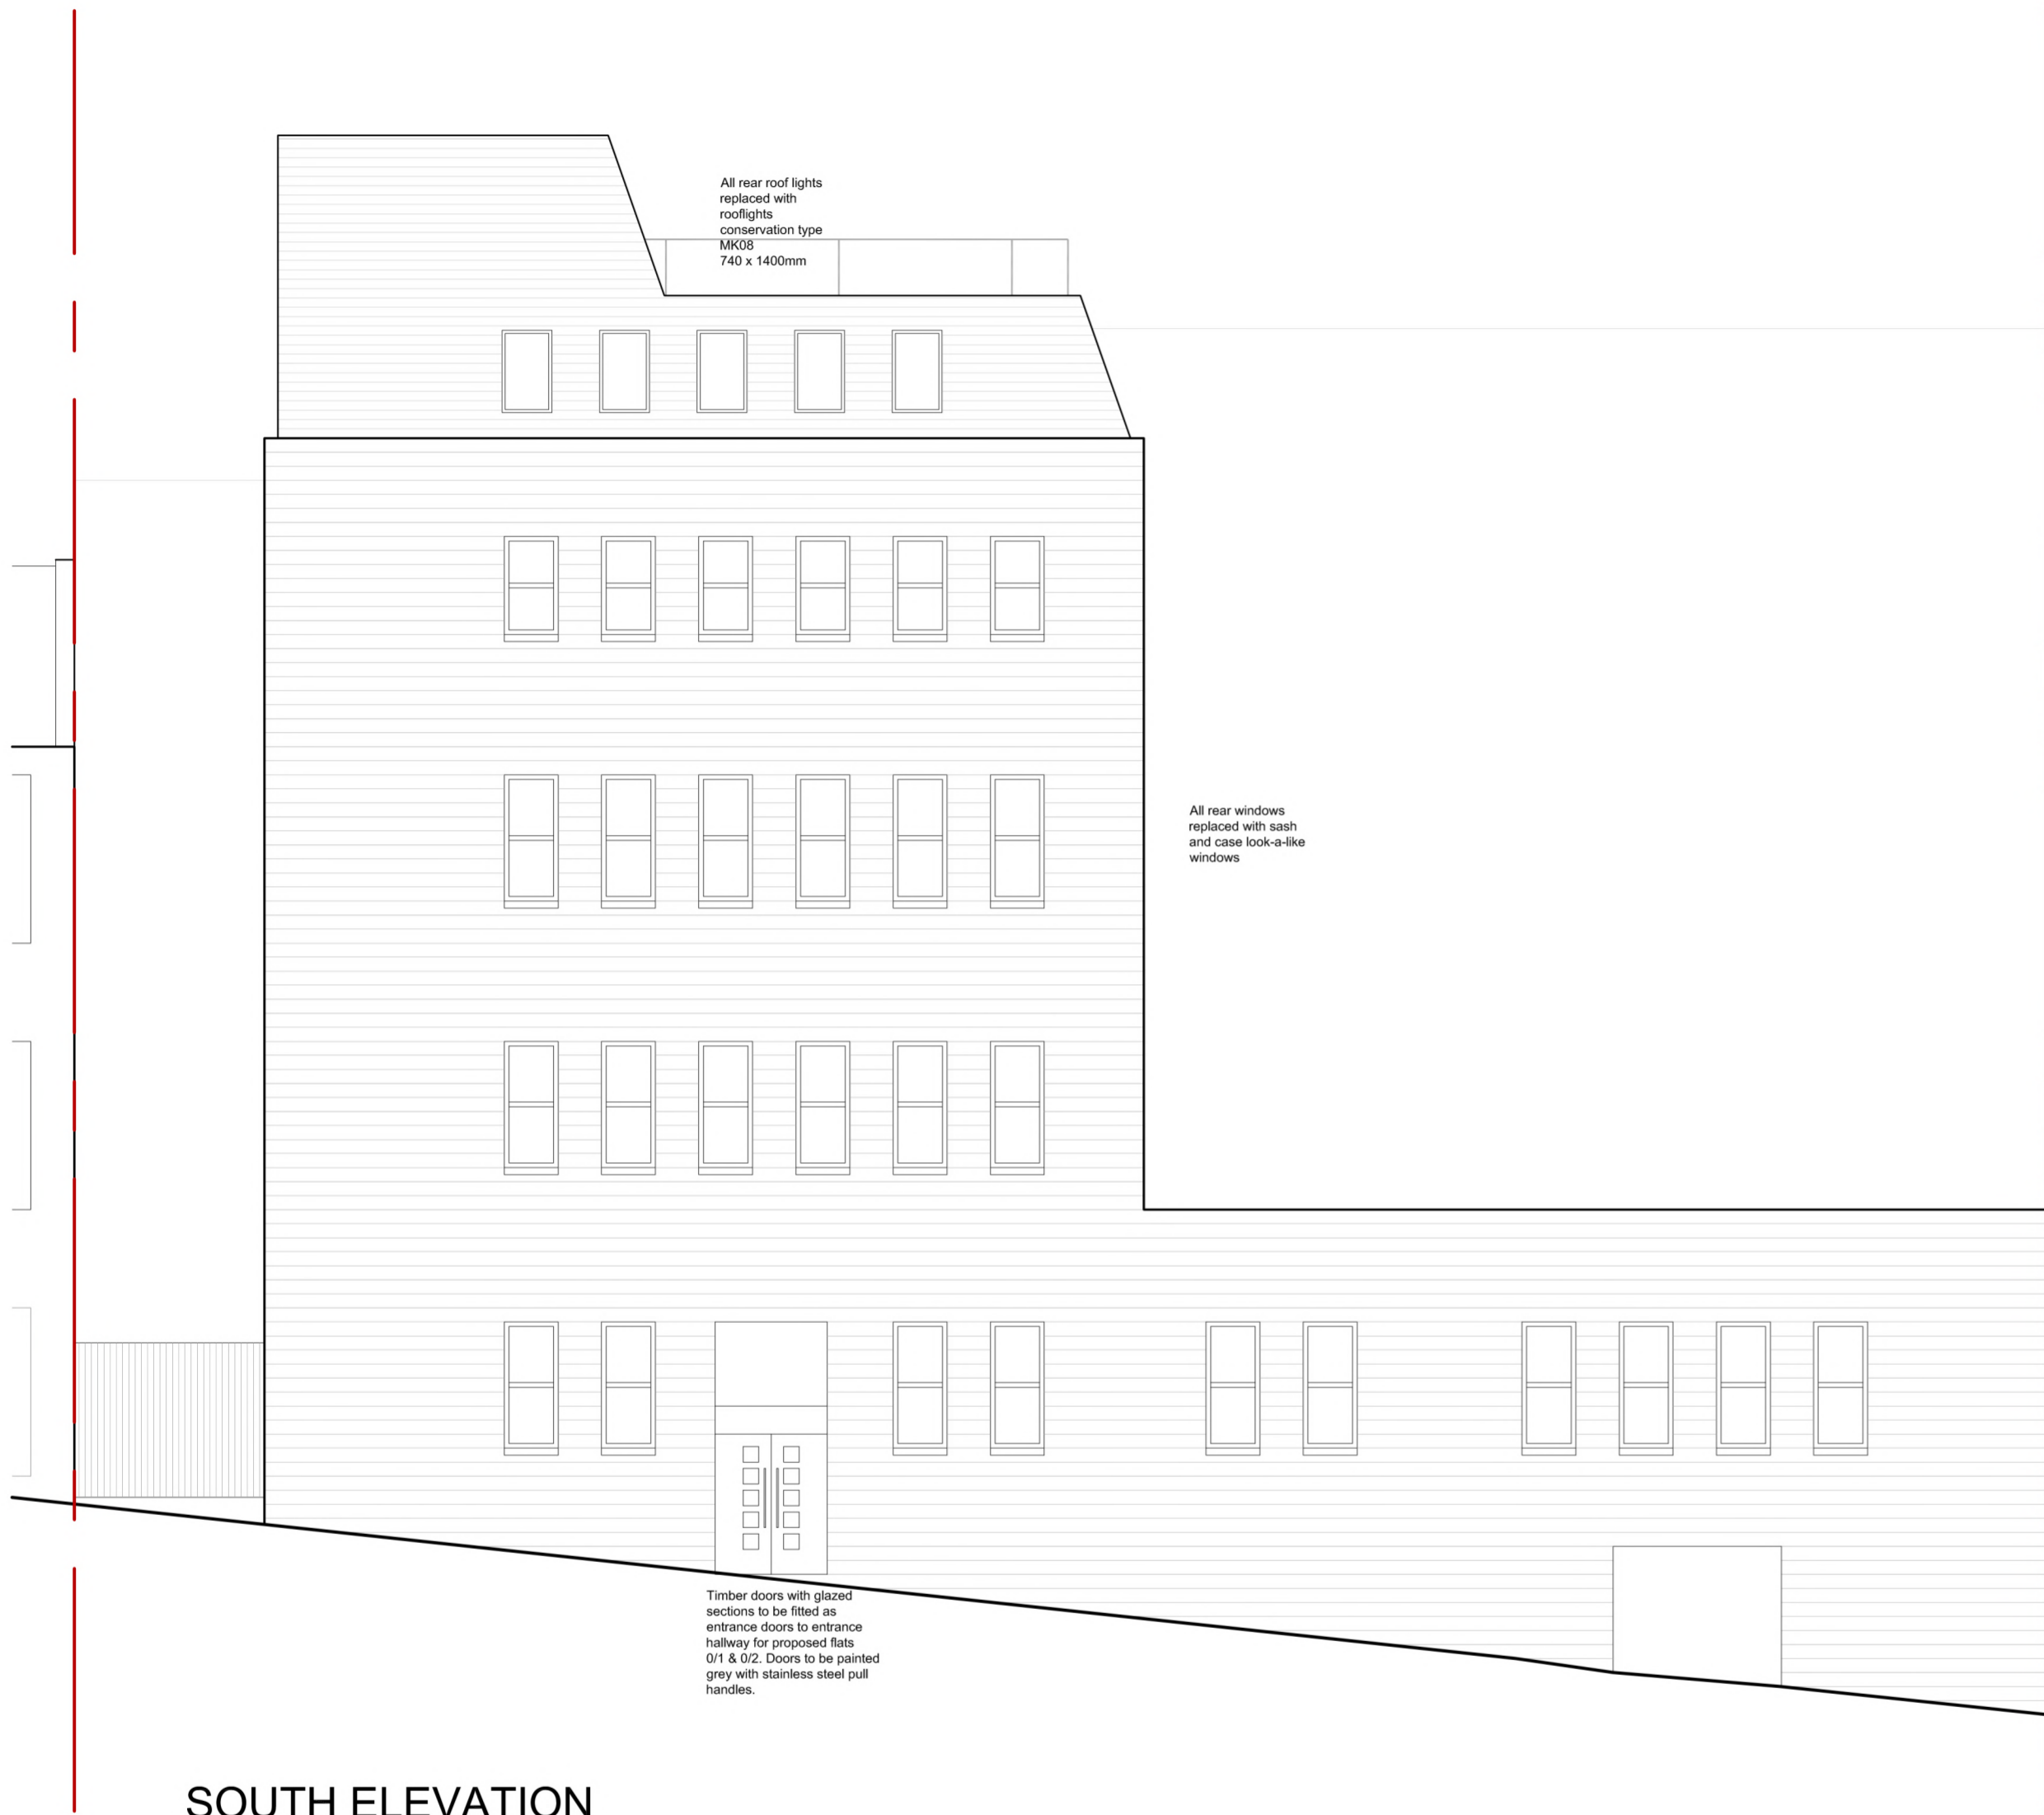 All rear roof lights
replaced with
rooflights
conservation type
MK08
740 x 1400mm
All rear windows
replaced with sash
and case look-a-like
windows
Timber doors with glazed
sections to be fitted as
entrance doors to entrance
hallway for proposed flats
0/1 & 0/2. Doors to be painted
grey with stainless steel pull
handles.
SOUTH ELEVATION